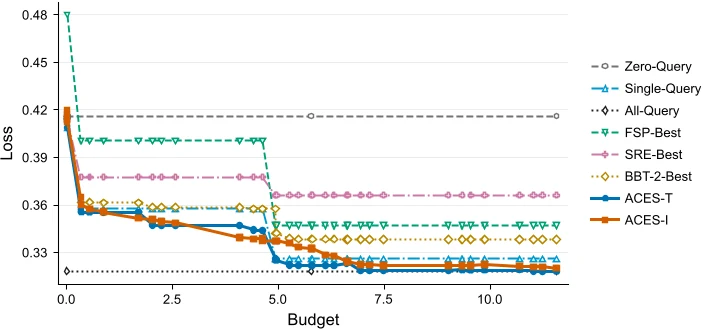 0.48
0.45
0.42
0.39
0.36
0.33
Loss
0.0
2.5
5.0
7.5
10.0
Budget
Zero-Query
Single-Query
All-Query
FSP-Best
SRE-Best
BBT-2-Best
ACES-T
ACES-I